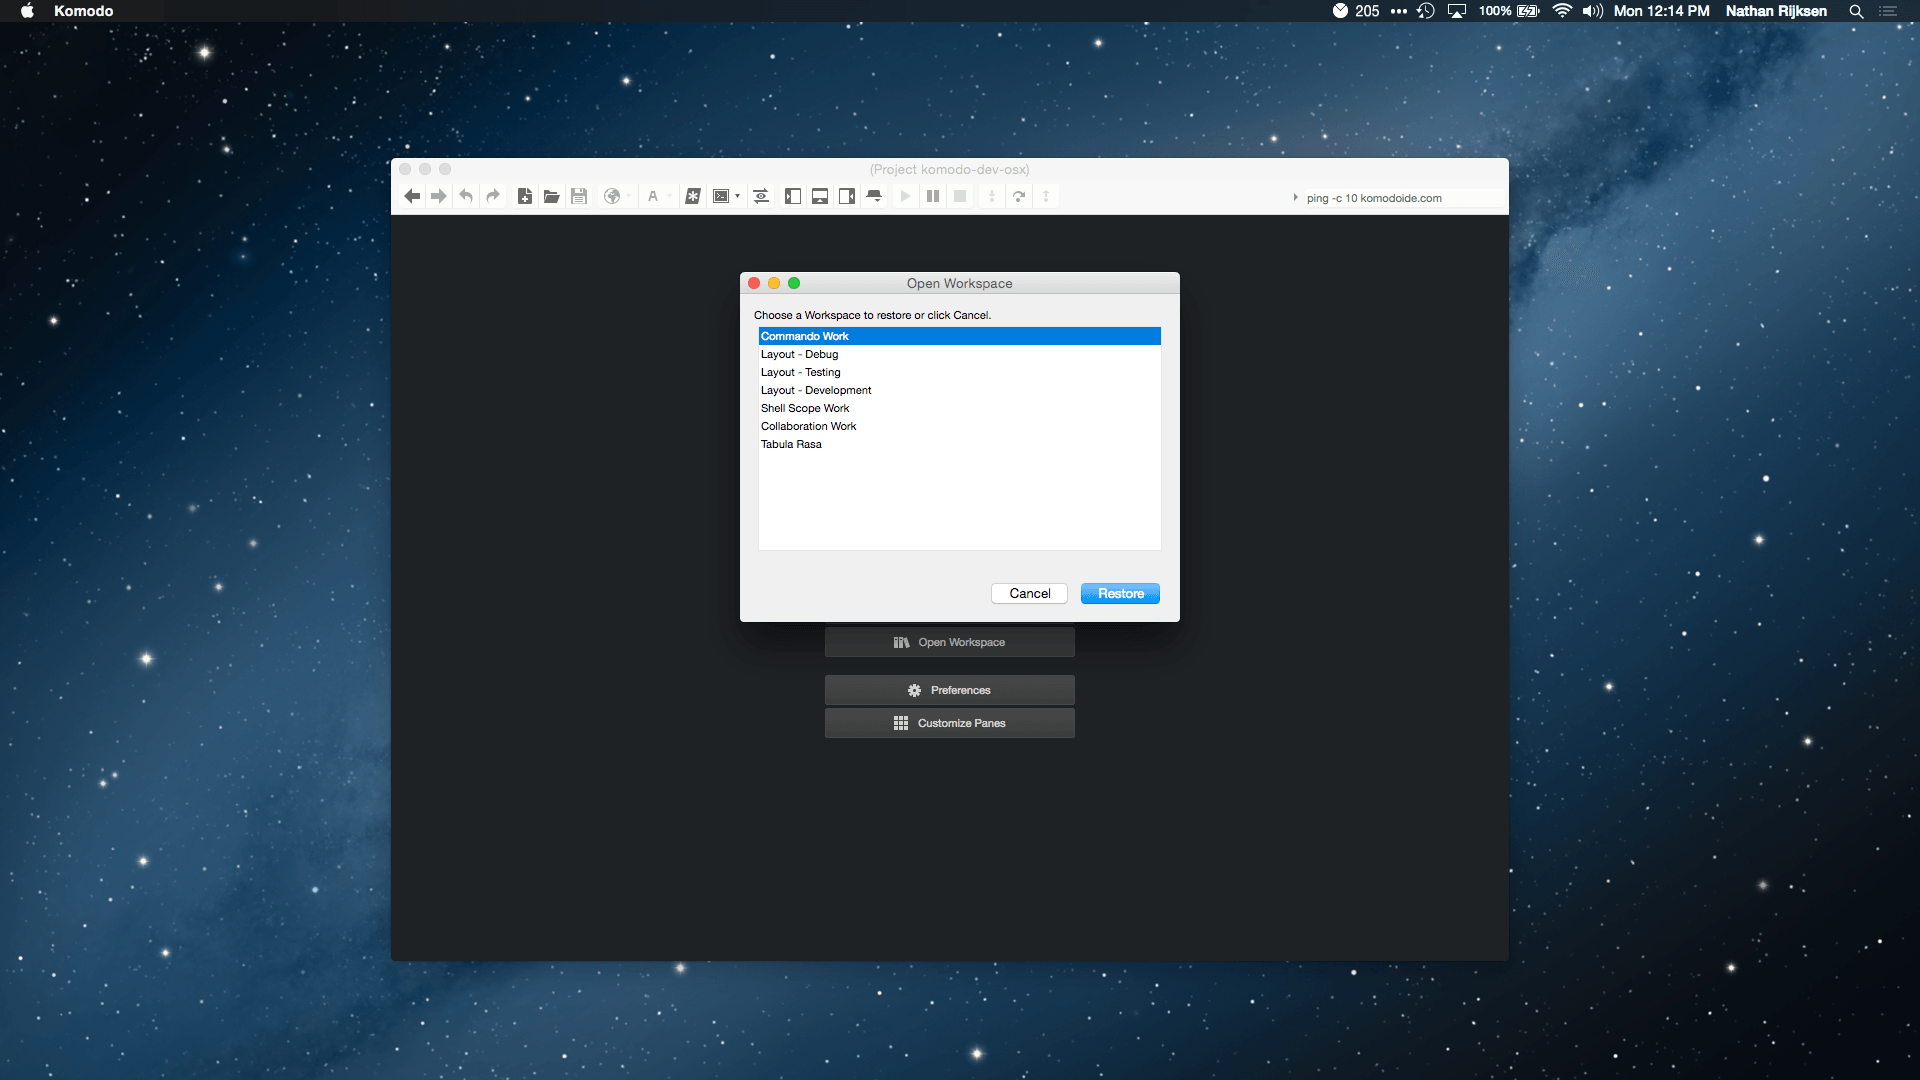 Komodo
205 100% Mon 12:14 PM Nathan Rijksen
(Project komodo-dev-osx)
A ping -c 10 komodoide.com
Open Workspace
Choose a Workspace to restore or click Cancel.
Commando Work
Layout - Debug
Layout - Testing
Layout - Development
Shell Scope Work
Collaboration Work
Tabula Rasa
Cancel Restore
Open Workspace
Preferences
Customize Panes